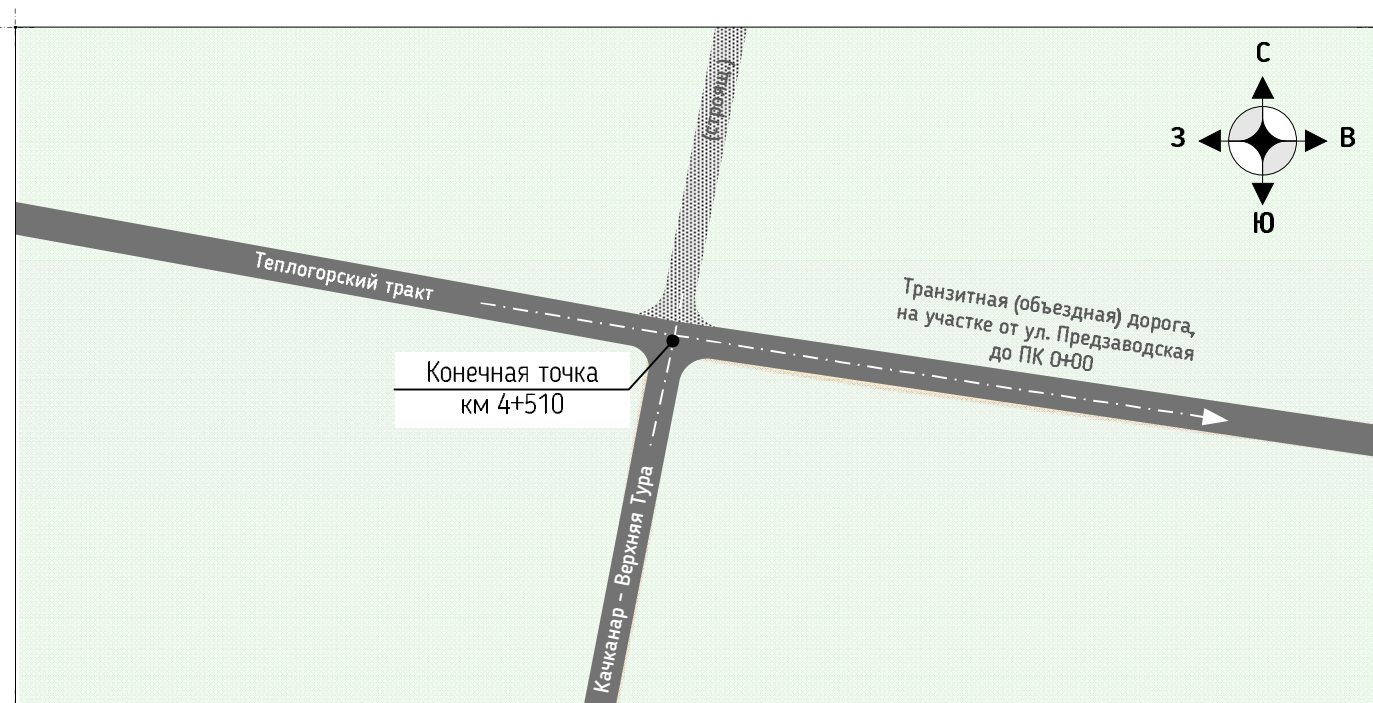 С
З
В
Ю
(строящ.)
Теплогорский тракт
Транзитная (объездная) дорога,
на участке от ул. Предзаводская
до ПК 0+00
Конечная точка
км 4+510
Качканар - Верхняя Тура